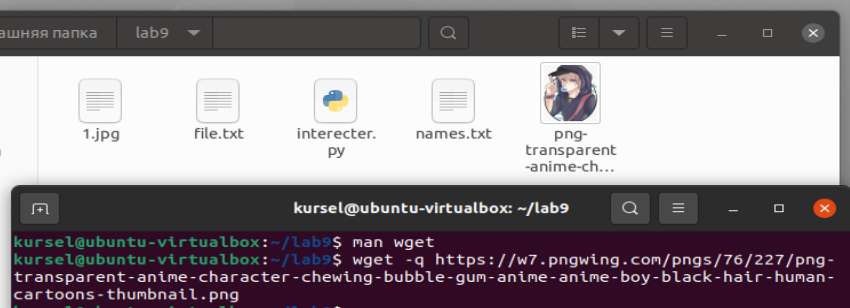 ашняя папка
lab9
1.jpg
file.txt
interecter.
py
names.txt
png-
transparent
-anime-ch...
kursel@ubuntu-virtualbox: ~/lab9
kursel@ubuntu-virtualbox:~/lab9$ man wget
kursel@ubuntu-virtualbox:~/lab9$ wget -q https://w7.pngwing.com/pngs/76/227/png-
transparent-anime-character-chewing-bubble-gum-anime-anime-boy-black-hair-human-
cartoons-thumbnail.png